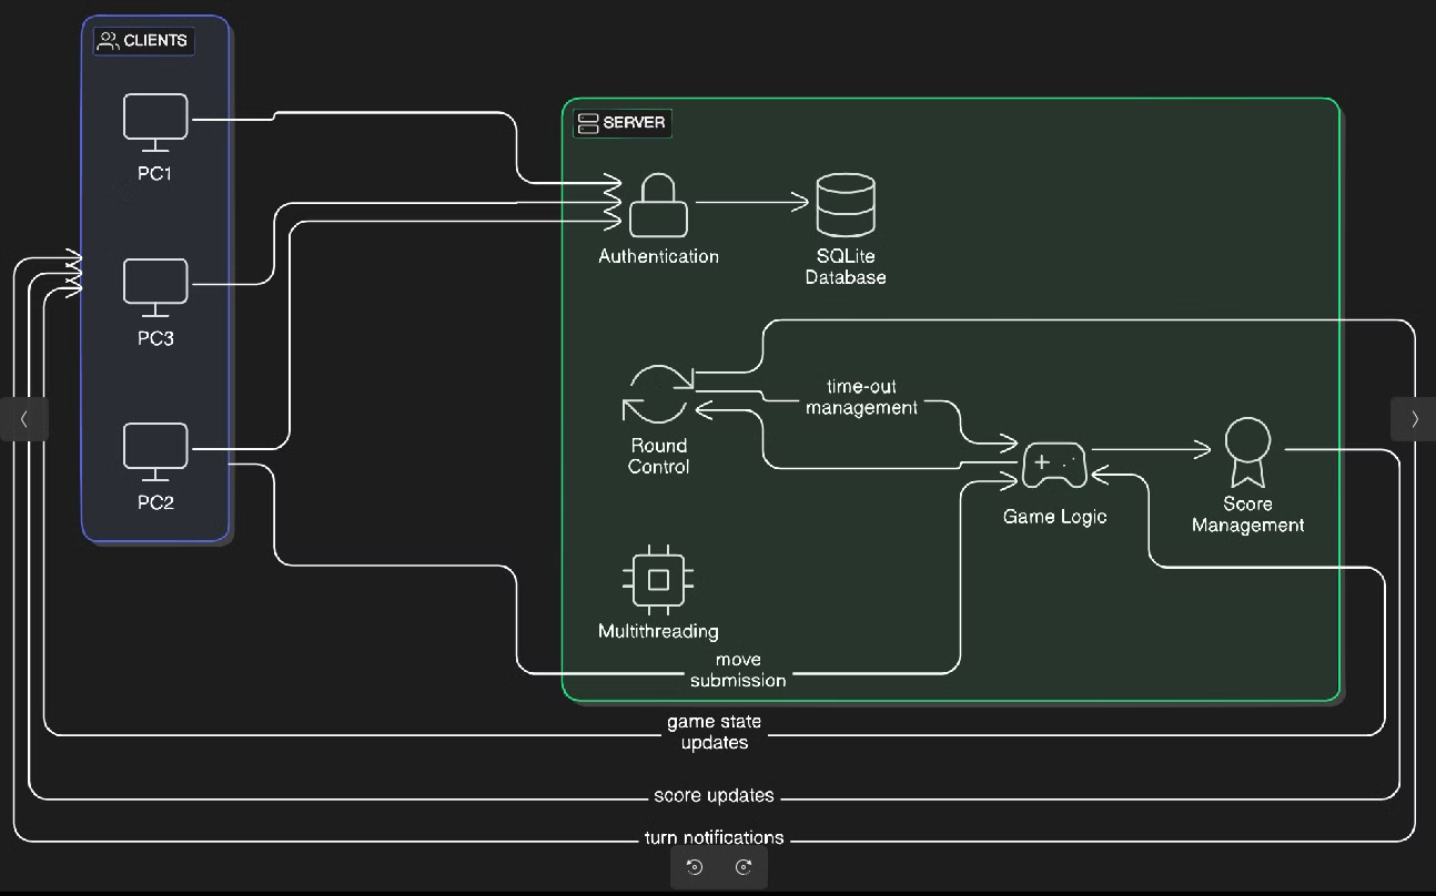 CLIENTS
PC1
PC3
PC2
SERVER
Authentication
SQLite
Database
Round
Control
time-out
management
Game Logic
Score
Management
Multithreading
move
submission
game state
updates
score updates
turn notifications